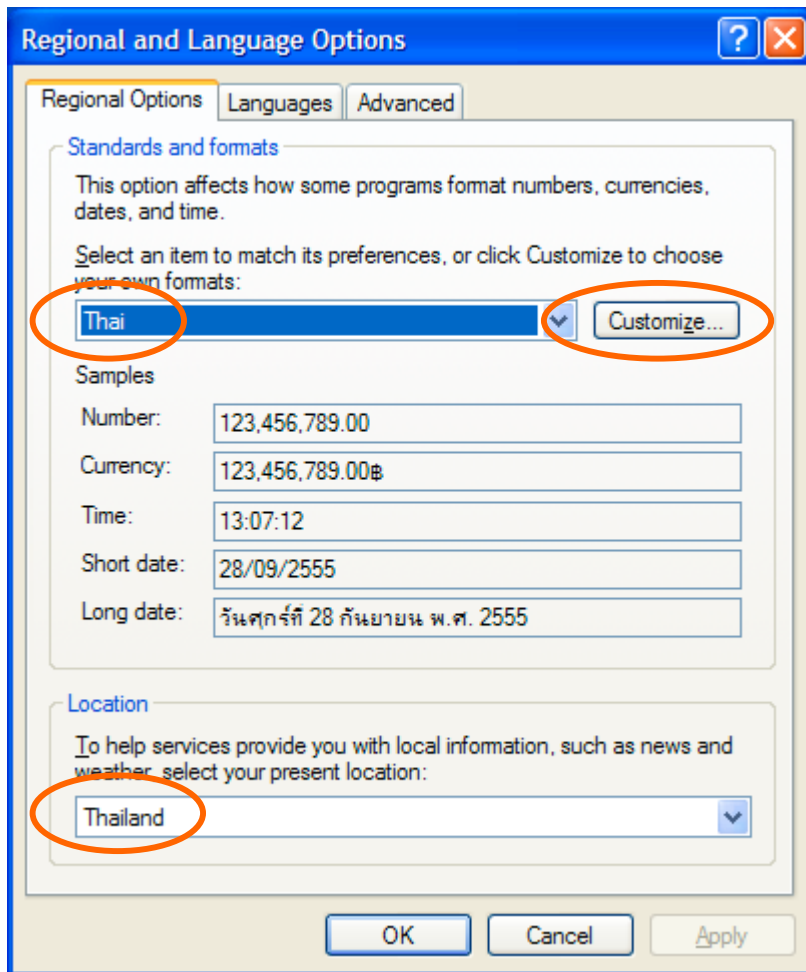 Regional and Language Options
Regional Options Languages Advanced
Standards and formats
This option affects how some programs format numbers, currencies,
dates, and time.
Select an item to match its preferences, or click Customize to choose
your own formats:
Thai Customize...
Samples
Number: 123,456,789.00
Currency: 123,456,789.00฿
Time: 13:07:12
Short date: 28/09/2555
Long date: วันศุกร์ที่ 28 กันยายน พ.ศ. 2555
Location
To help services provide you with local information, such as news and
weather, select your present location:
Thailand
OK Cancel Apply